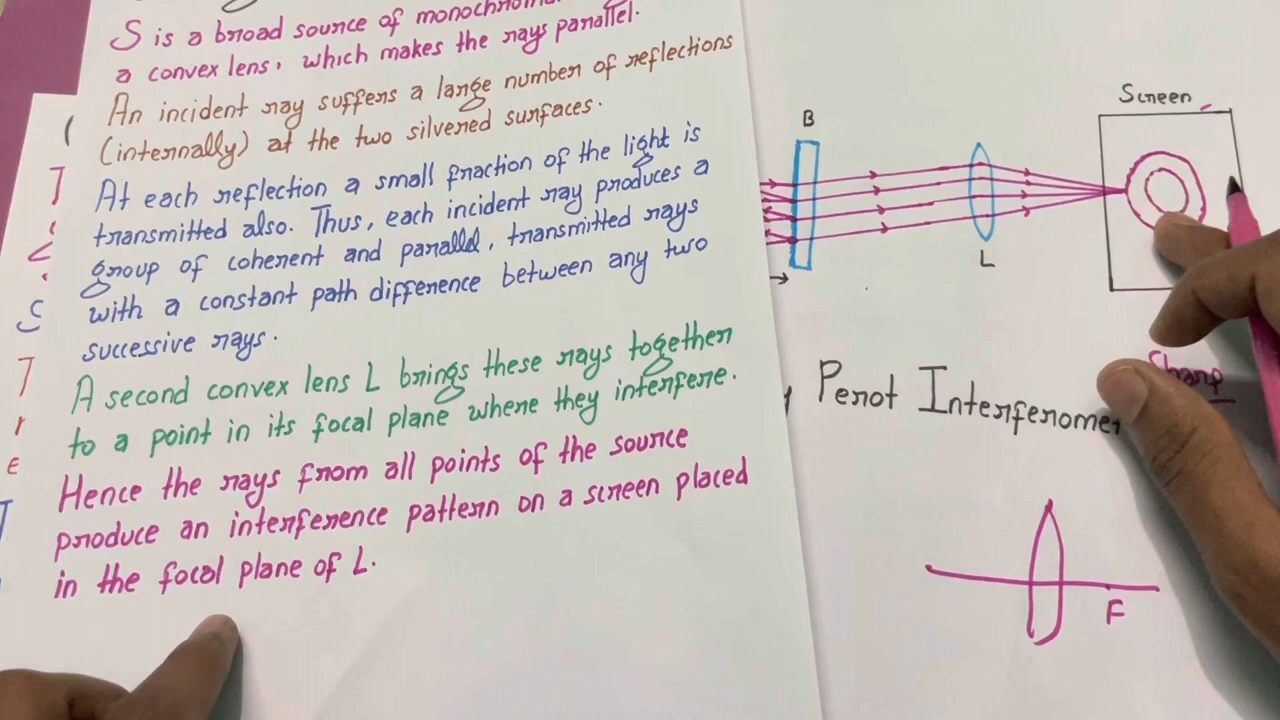 S is a broad source of
a convex lens, which makes the rays parallel.
An incident ray suffers a large number of reflections
(internally) at the two silvered surfaces.
At each reflection a small fraction of the light is
transmitted also. Thus, each incident ray produces a
group of coherent and parallel, transmitted rays
with a constant path difference between any two
successive rays.
A second convex lens L brings these rays together
to a point in its focal plane where they interfere.
Hence the rays from all points of the source
produce an interference pattern on a screen placed
in the focal plane of L.
B
L
Screen
Sharp
Perot
F